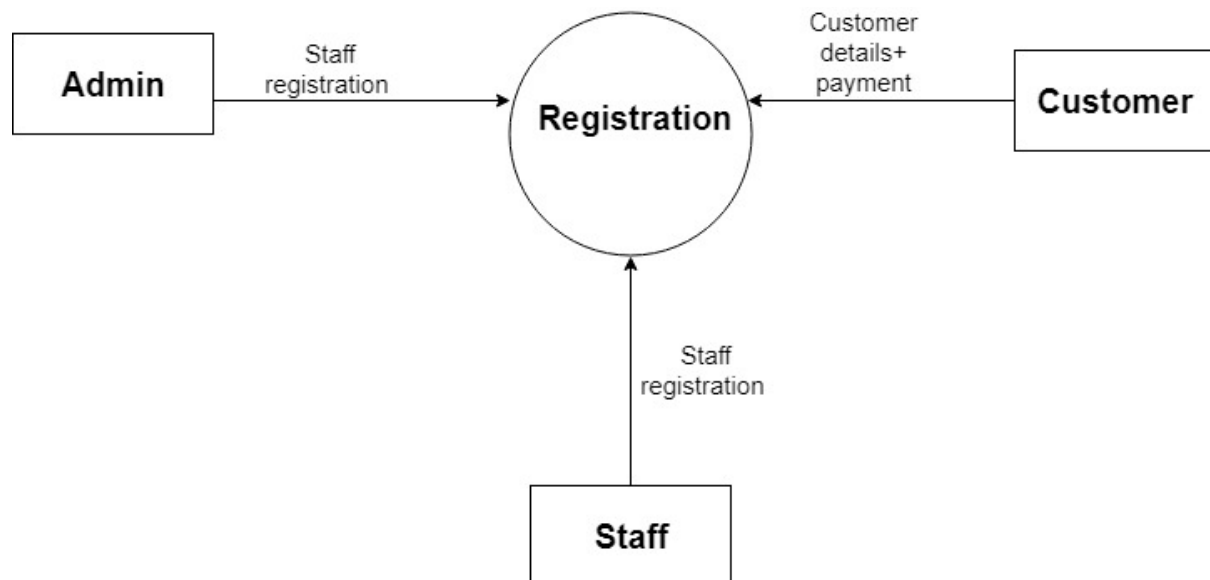 Admin
Staff
registration
Registration
Customer
details+
payment
Customer
Staff
registration
Staff